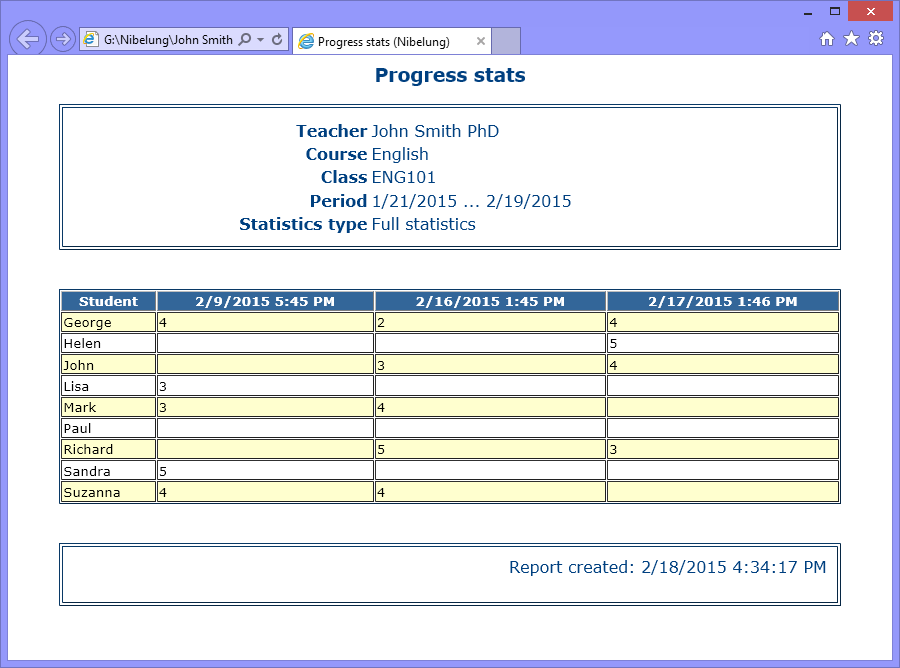 G:\Nibelung\John Smith
Progress stats (Nibelung)
Progress stats
Teacher John Smith PhD
Course English
Class ENG101
Period 1/21/2015 ... 2/19/2015
Statistics type Full statistics
Student 2/9/2015 5:45 PM 2/16/2015 1:45 PM 2/17/2015 1:46 PM
George 4 2 4
Helen 5
John 3 4
Lisa 3
Mark 3 4
Paul
Richard 5 3
Sandra 5
Suzanna 4 4
Report created: 2/18/2015 4:34:17 PM